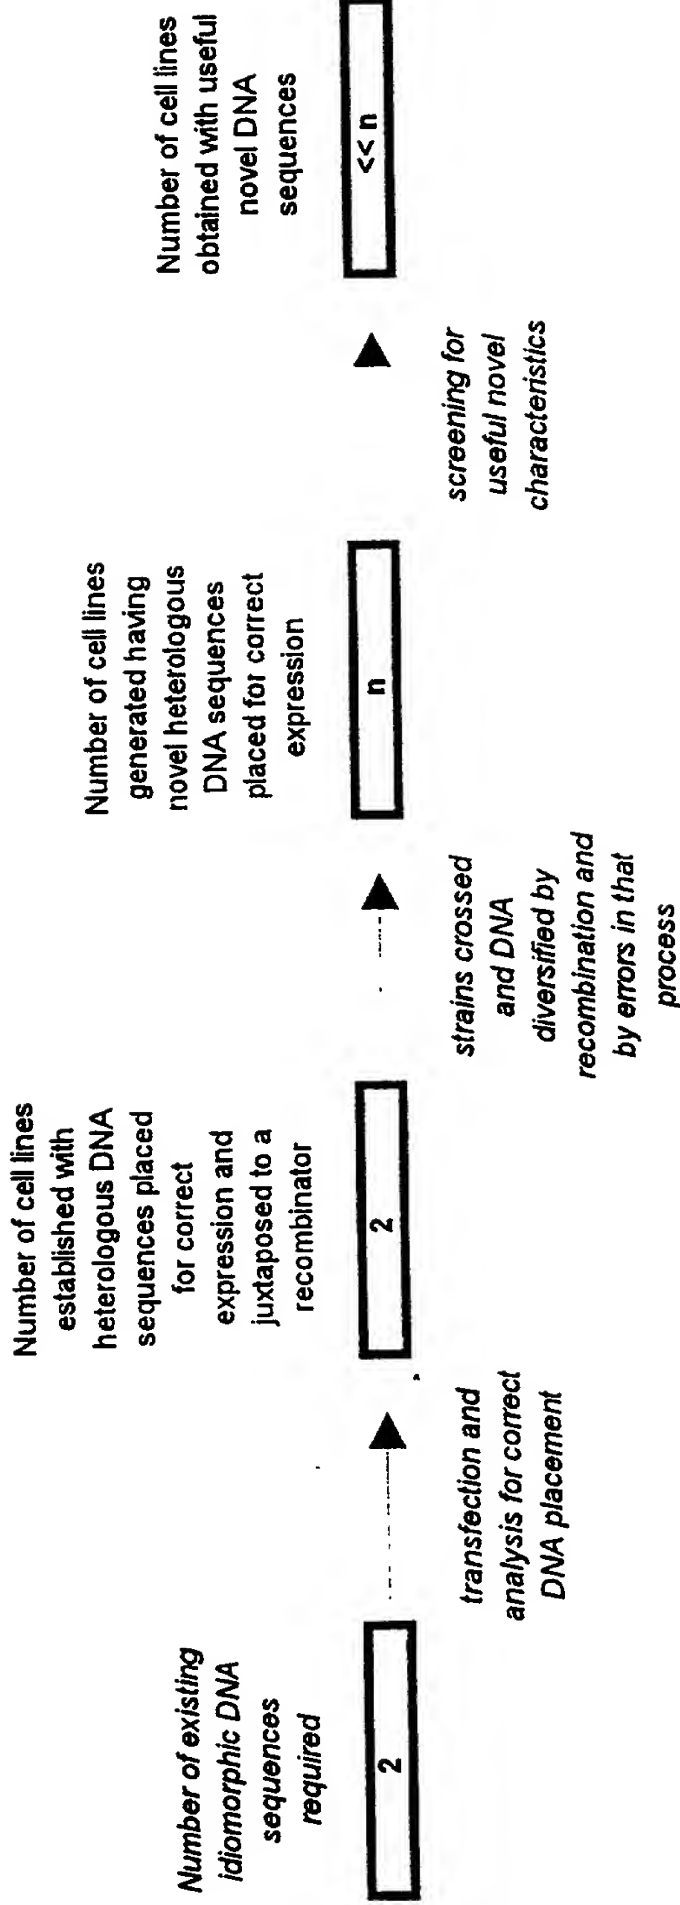 Number of existing
idiomorphic DNA
sequences
required
2
transfection and
analysis for correct
DNA placement
Number of cell lines
established with
heterologous DNA
sequences placed
for correct
expression and
juxtaposed to a
recombinator
2
strains crossed
and DNA
diversified by
recombination and
by errors in that
process
Number of cell lines
generated having
novel heterologous
DNA sequences
placed for correct
expression
n
screening for
useful novel
characteristics
Number of cell lines
obtained with useful
novel DNA
sequences
<< n